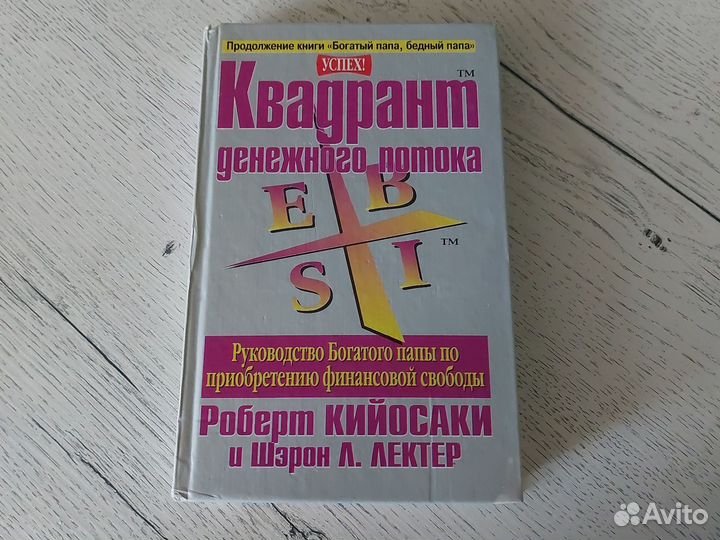 Продолжение книги «Богатый папа, бедный папа»
УСПЕХ!
Квадрант™
денежного потока
E B
S I ™
Руководство Богатого папы по
приобретению финансовой свободы
Роберт КИЙОСАКИ
и Шэрон Л. ЛЕКТЕР
Avito